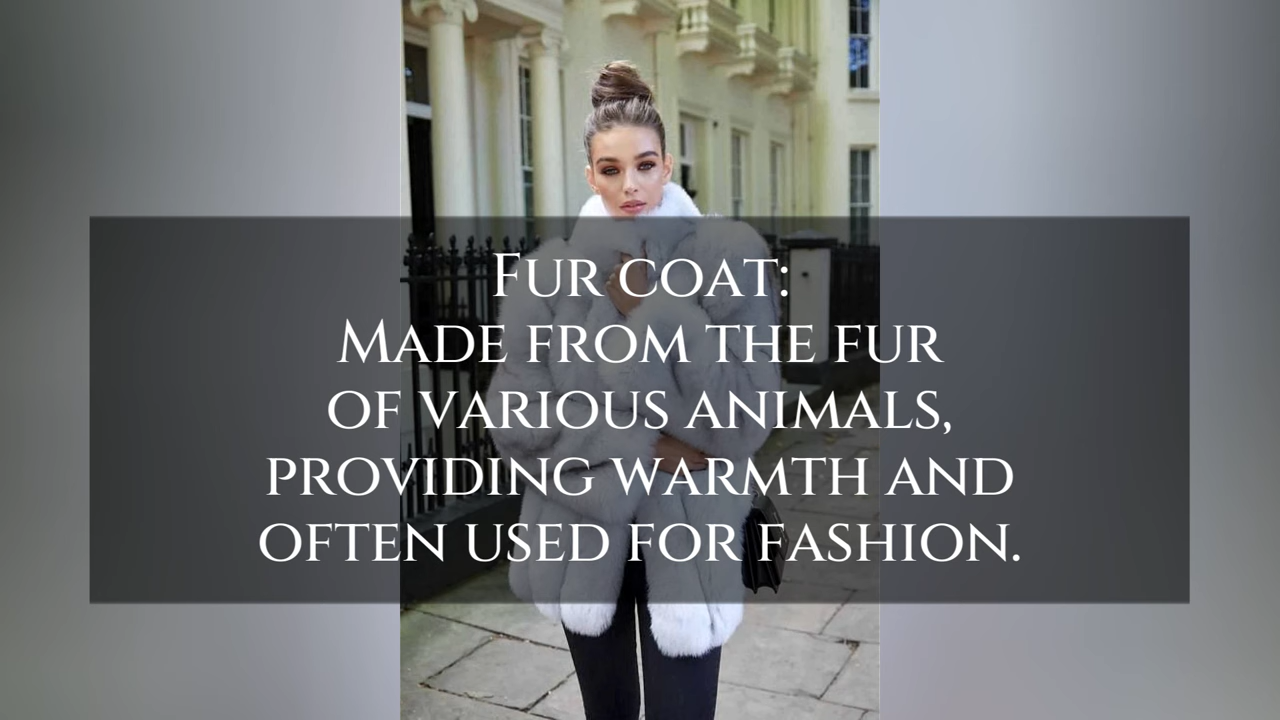 Fur coat:
Made from the fur
of various animals,
providing warmth and
often used for fashion.